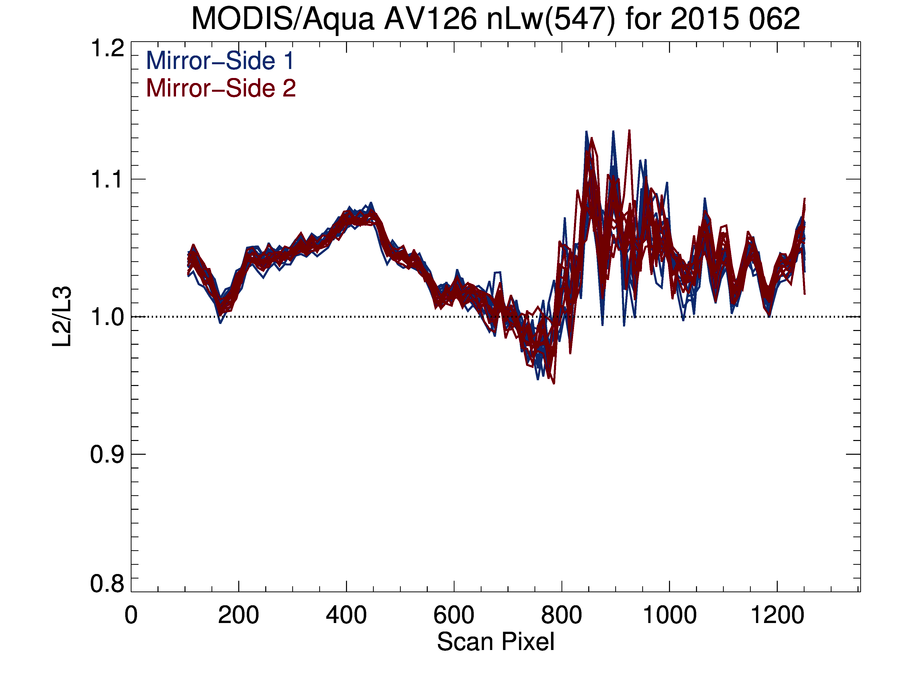 MODIS/Aqua AV126 nLw(547) for 2015 062
Mirror−Side 1
Mirror−Side 2
1.2
1.1
1.0
0.9
0.8
L2/L3
0 200 400 600 800 1000 1200
Scan Pixel